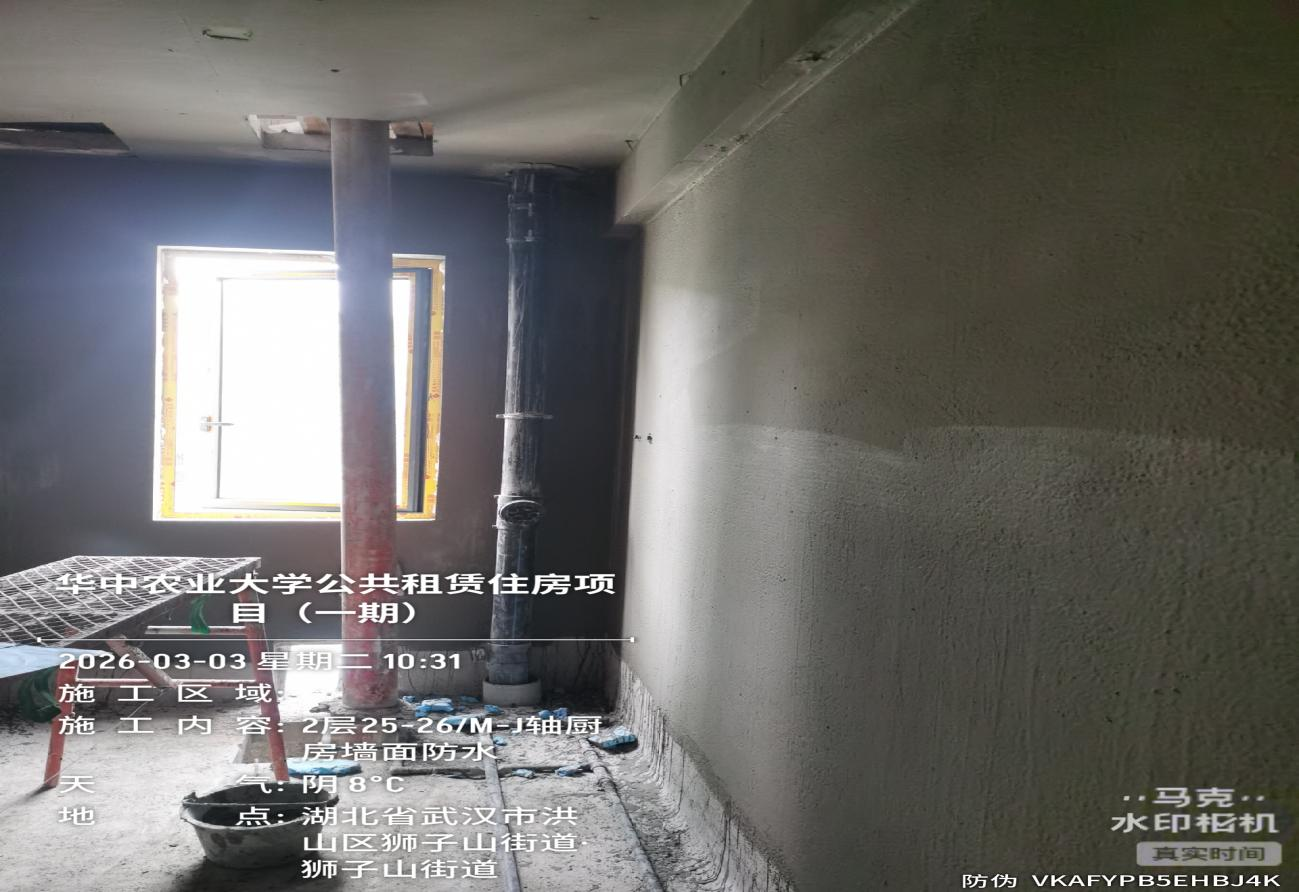 华中农业大学公共租赁住房项
目（一期）
2026-03-03 星期二 10:31
施工区域:
施工内容: 2层25-26/M-J轴厨
房墙面防水
天气: 阴 8°C
地点: 湖北省武汉市洪
山区狮子山街道·
狮子山街道
马克
水印相机
真实时间
防伪 VKAFYPB5EHBJ4K